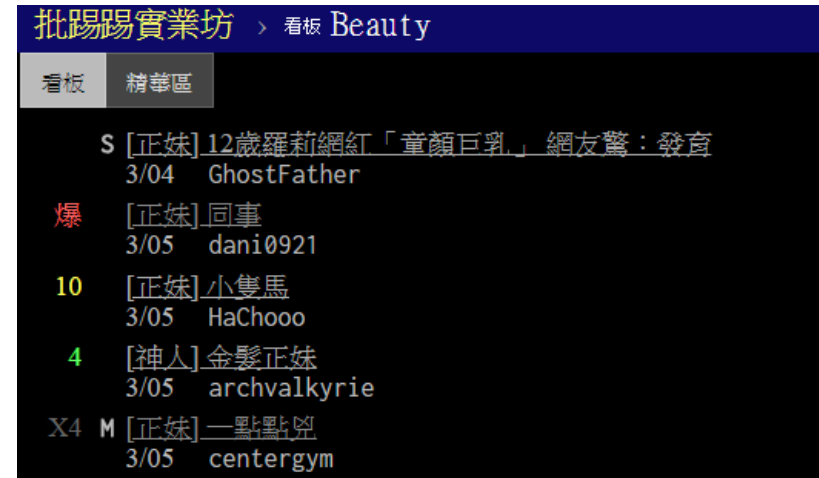 批踢踢實業坊 › 看板 Beauty
看板 精華區
S [正妹] 12歲羅莉網紅「童顏巨乳」 網友驚：發育
3/04 GhostFather
爆 [正妹] 同事
3/05 dani0921
10 [正妹] 小隻馬
3/05 HaChooo
4 [神人] 金髮正妹
3/05 archvalkyrie
X4 M [正妹] 一點點兇
3/05 centergym